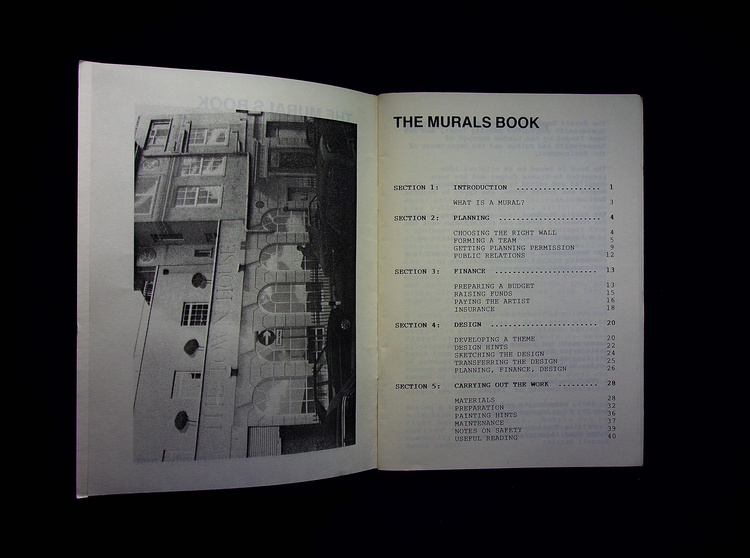 THE MURALS BOOK
SECTION 1: INTRODUCTION .................... 1
WHAT IS A MURAL? 3
SECTION 2: PLANNING ........................ 4
CHOOSING THE RIGHT WALL 4
FORMING A TEAM 5
GETTING PLANNING PERMISSION 9
PUBLIC RELATIONS 12
SECTION 3: FINANCE ........................ 13
PREPARING A BUDGET 13
RAISING FUNDS 15
PAYING THE ARTIST 16
INSURANCE 18
SECTION 4: DESIGN ......................... 20
DEVELOPING A THEME 20
DESIGN HINTS 22
SKETCHING THE DESIGN 24
TRANSFERRING THE DESIGN 25
PLANNING, FINANCE, DESIGN 26
SECTION 5: CARRYING OUT THE WORK ......... 28
MATERIALS 28
PREPARATION 32
PAINTING HINTS 36
MAINTENANCE 37
NOTES ON SAFETY 39
USEFUL READING 40